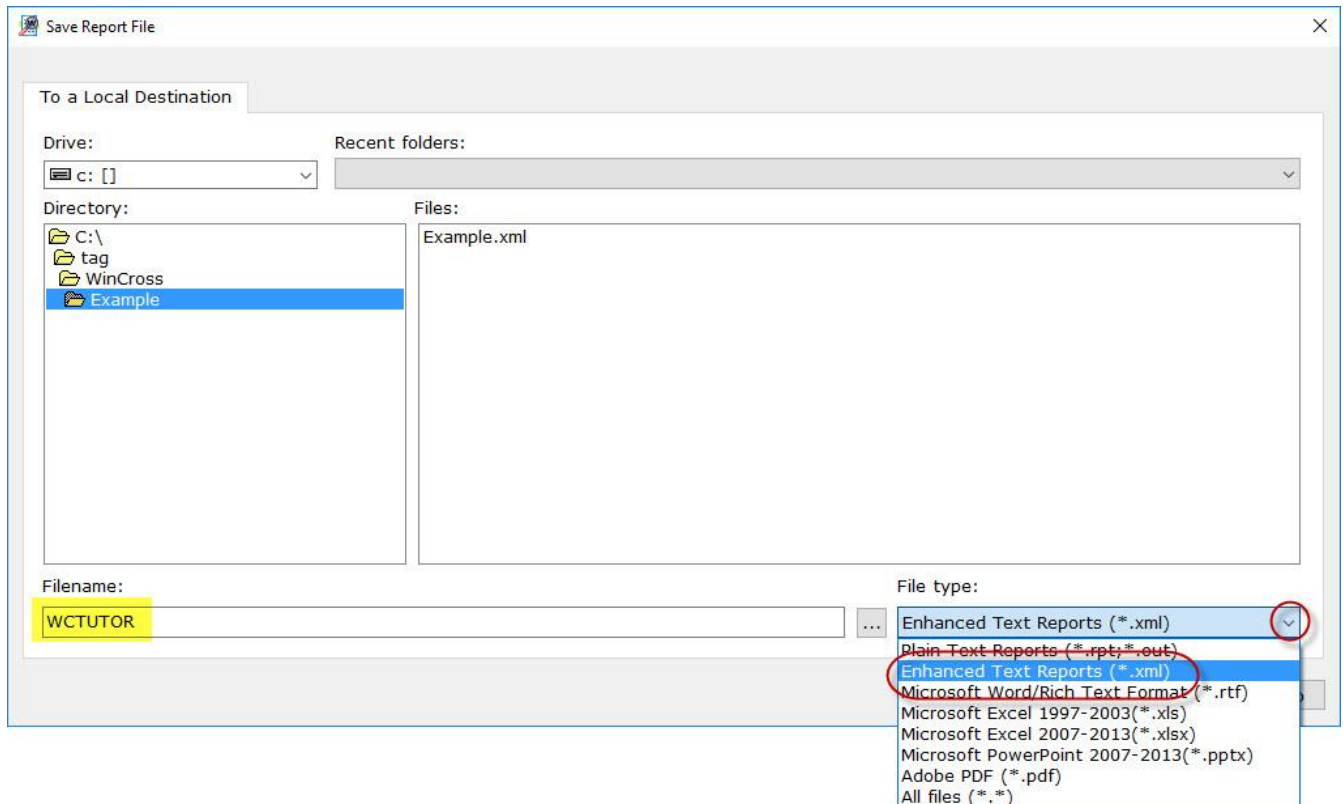 Save Report File
To a Local Destination
Drive: Recent folders:
c: []
Directory: Files:
C:\ Example.xml
tag
WinCross
Example
Filename: File type:
WCTUTOR ... Enhanced Text Reports (*.xml)
Plain Text Reports (*.rpt;*.out)
Enhanced Text Reports (*.xml)
Microsoft Word/Rich Text Format (*.rtf)
Microsoft Excel 1997-2003(*.xls)
Microsoft Excel 2007-2013(*.xlsx)
Microsoft PowerPoint 2007-2013(*.pptx)
Adobe PDF (*.pdf)
All files (*.*)